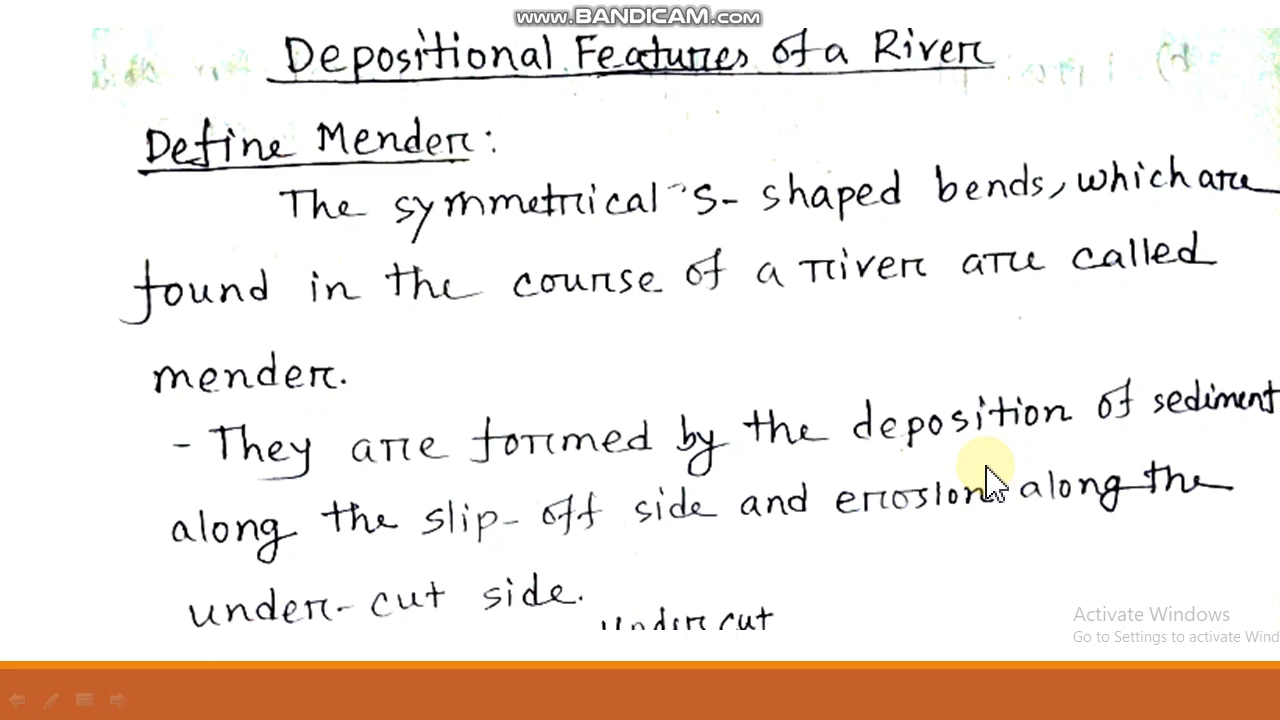 www.BANDICAM.com
Depositional Features of a River
Define Mender:
The symmetrical S- shaped bends, which are
found in the course of a river are called
mender.
- They are formed by the deposition of sediment
along the slip- off side and erosion along the
under- cut side.
under cut
Activate Windows
Go to Settings to activate Wind